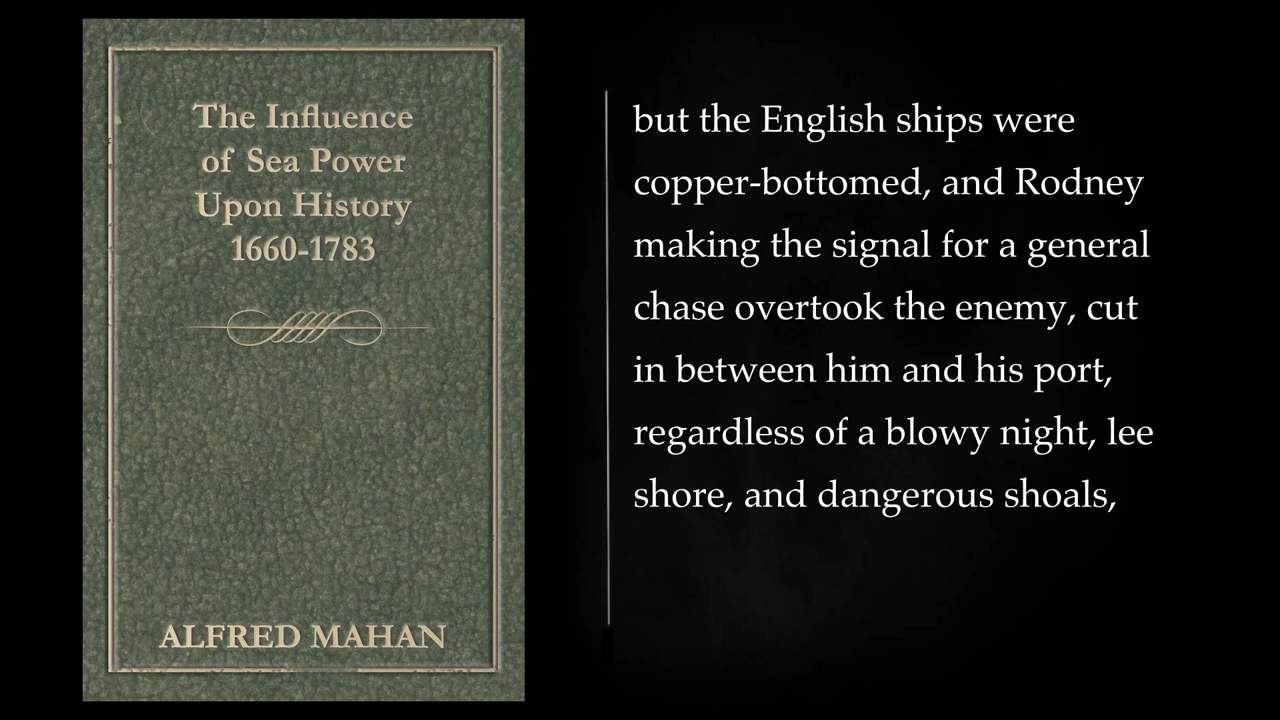 The Influence
of Sea Power
Upon History
1660-1783
ALFRED MAHAN
but the English ships were
copper-bottomed, and Rodney
making the signal for a general
chase overtook the enemy, cut
in between him and his port,
regardless of a blowy night, lee
shore, and dangerous shoals,